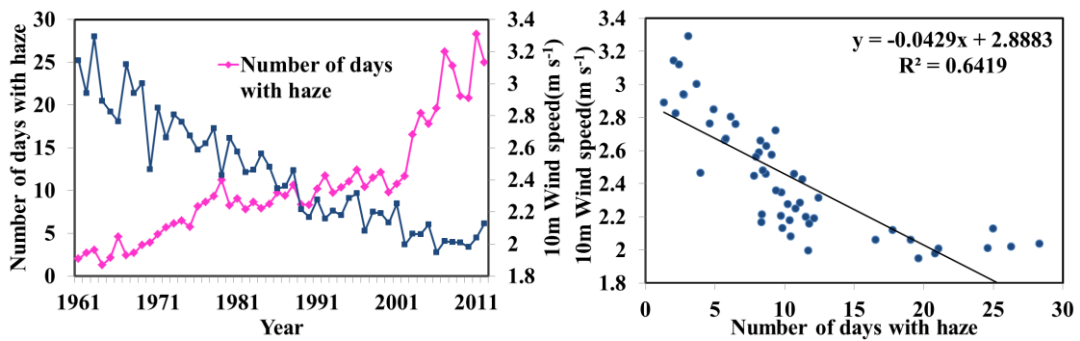 Number of days with haze
30
25
20
15
10
5
0
Number of days
with haze
3.4
3.2
3
2.8
2.6
2.4
2.2
2
1.8
10m Wind speed(m s⁻¹)
1961 1971 1981 1991 2001 2011
Year
10m Wind speed(m s⁻¹)
3.4
3.2
3.0
2.8
2.6
2.4
2.2
2.0
1.8
y = -0.0429x + 2.8883
R² = 0.6419
0 5 10 15 20 25 30
Number of days with haze